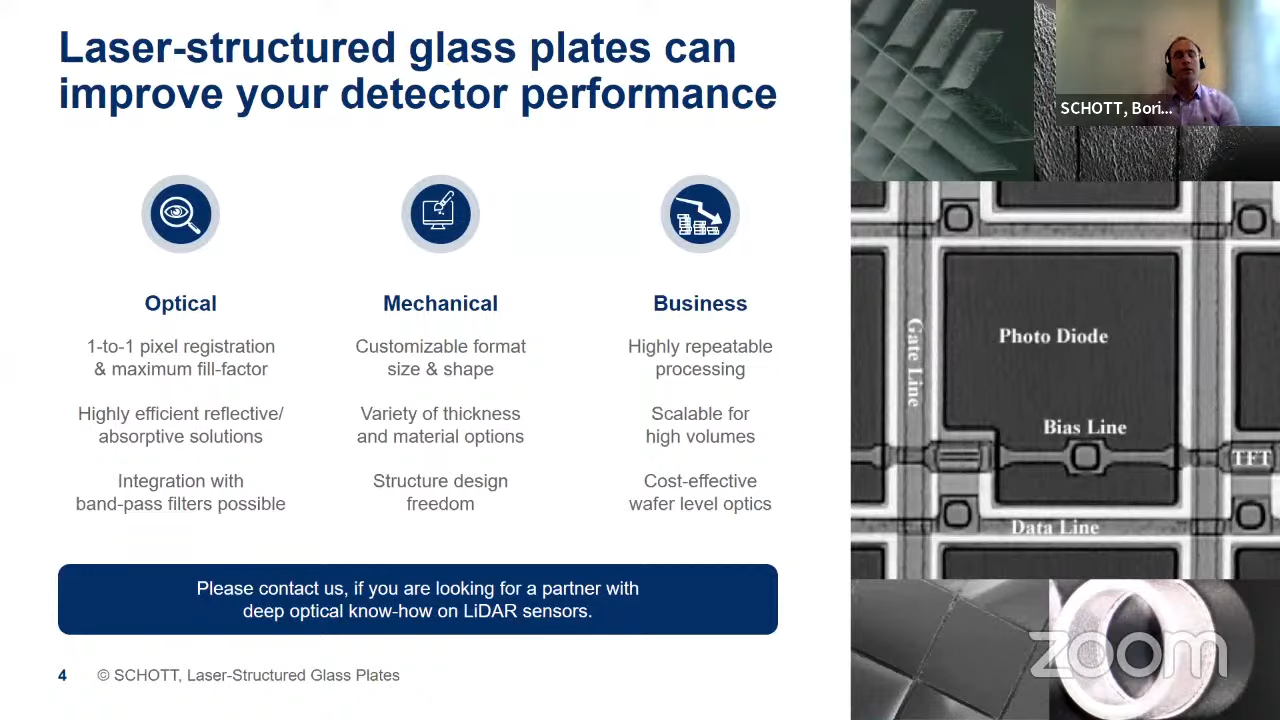 Laser-structured glass plates can
improve your detector performance
SCHOTT, Bori...
Optical
1-to-1 pixel registration
& maximum fill-factor
Highly efficient reflective/
absorptive solutions
Integration with
band-pass filters possible
Mechanical
Customizable format
size & shape
Variety of thickness
and material options
Structure design
freedom
Business
Highly repeatable
processing
Scalable for
high volumes
Cost-effective
wafer level optics
Gate Line
Photo Diode
Bias Line
TFT
Data Line
Please contact us, if you are looking for a partner with
deep optical know-how on LiDAR sensors.
4 © SCHOTT, Laser-Structured Glass Plates
zoom